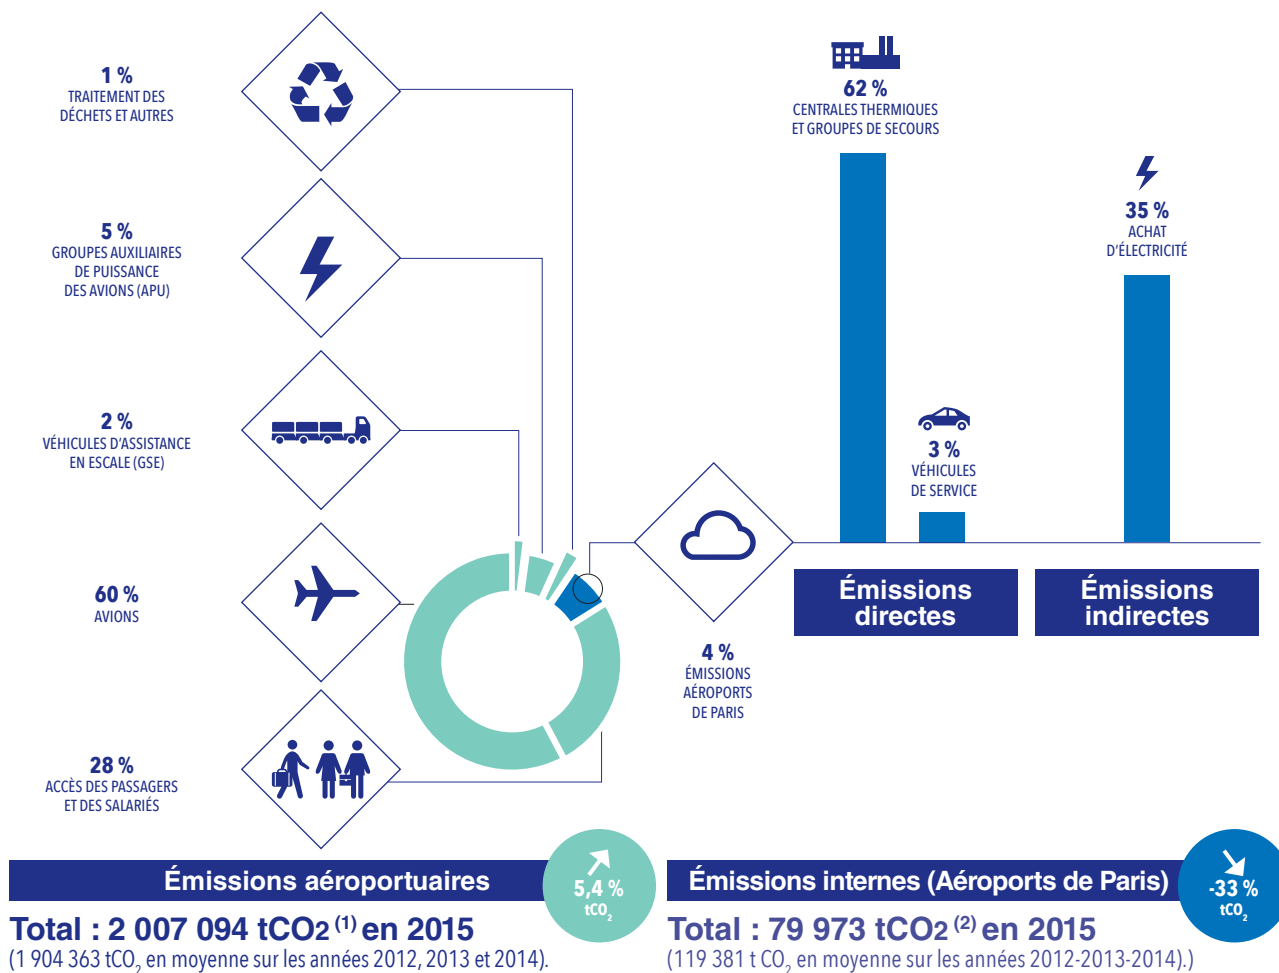 1 %
TRAITEMENT DES
DÉCHETS ET AUTRES
5 %
GROUPES AUXILIAIRES
DE PUISSANCE
DES AVIONS (APU)
2 %
VÉHICULES D’ASSISTANCE
EN ESCALE (GSE)
60 %
AVIONS
28 %
ACCÈS DES PASSAGERS
ET DES SALARIÉS
4 %
ÉMISSIONS
AÉROPORTS
DE PARIS
62 %
CENTRALES THERMIQUES
ET GROUPES DE SECOURS
3 %
VÉHICULES
DE SERVICE
35 %
ACHAT
D’ÉLECTRICITÉ
Émissions
directes
Émissions
indirectes
Émissions aéroportuaires
5,4 %
tCO₂
Total : 2 007 094 tCO2 (1) en 2015
(1 904 363 tCO₂ en moyenne sur les années 2012, 2013 et 2014).
Émissions internes (Aéroports de Paris)
-33 %
tCO₂
Total : 79 973 tCO2 (2) en 2015
(119 381 t CO₂ en moyenne sur les années 2012-2013-2014).)